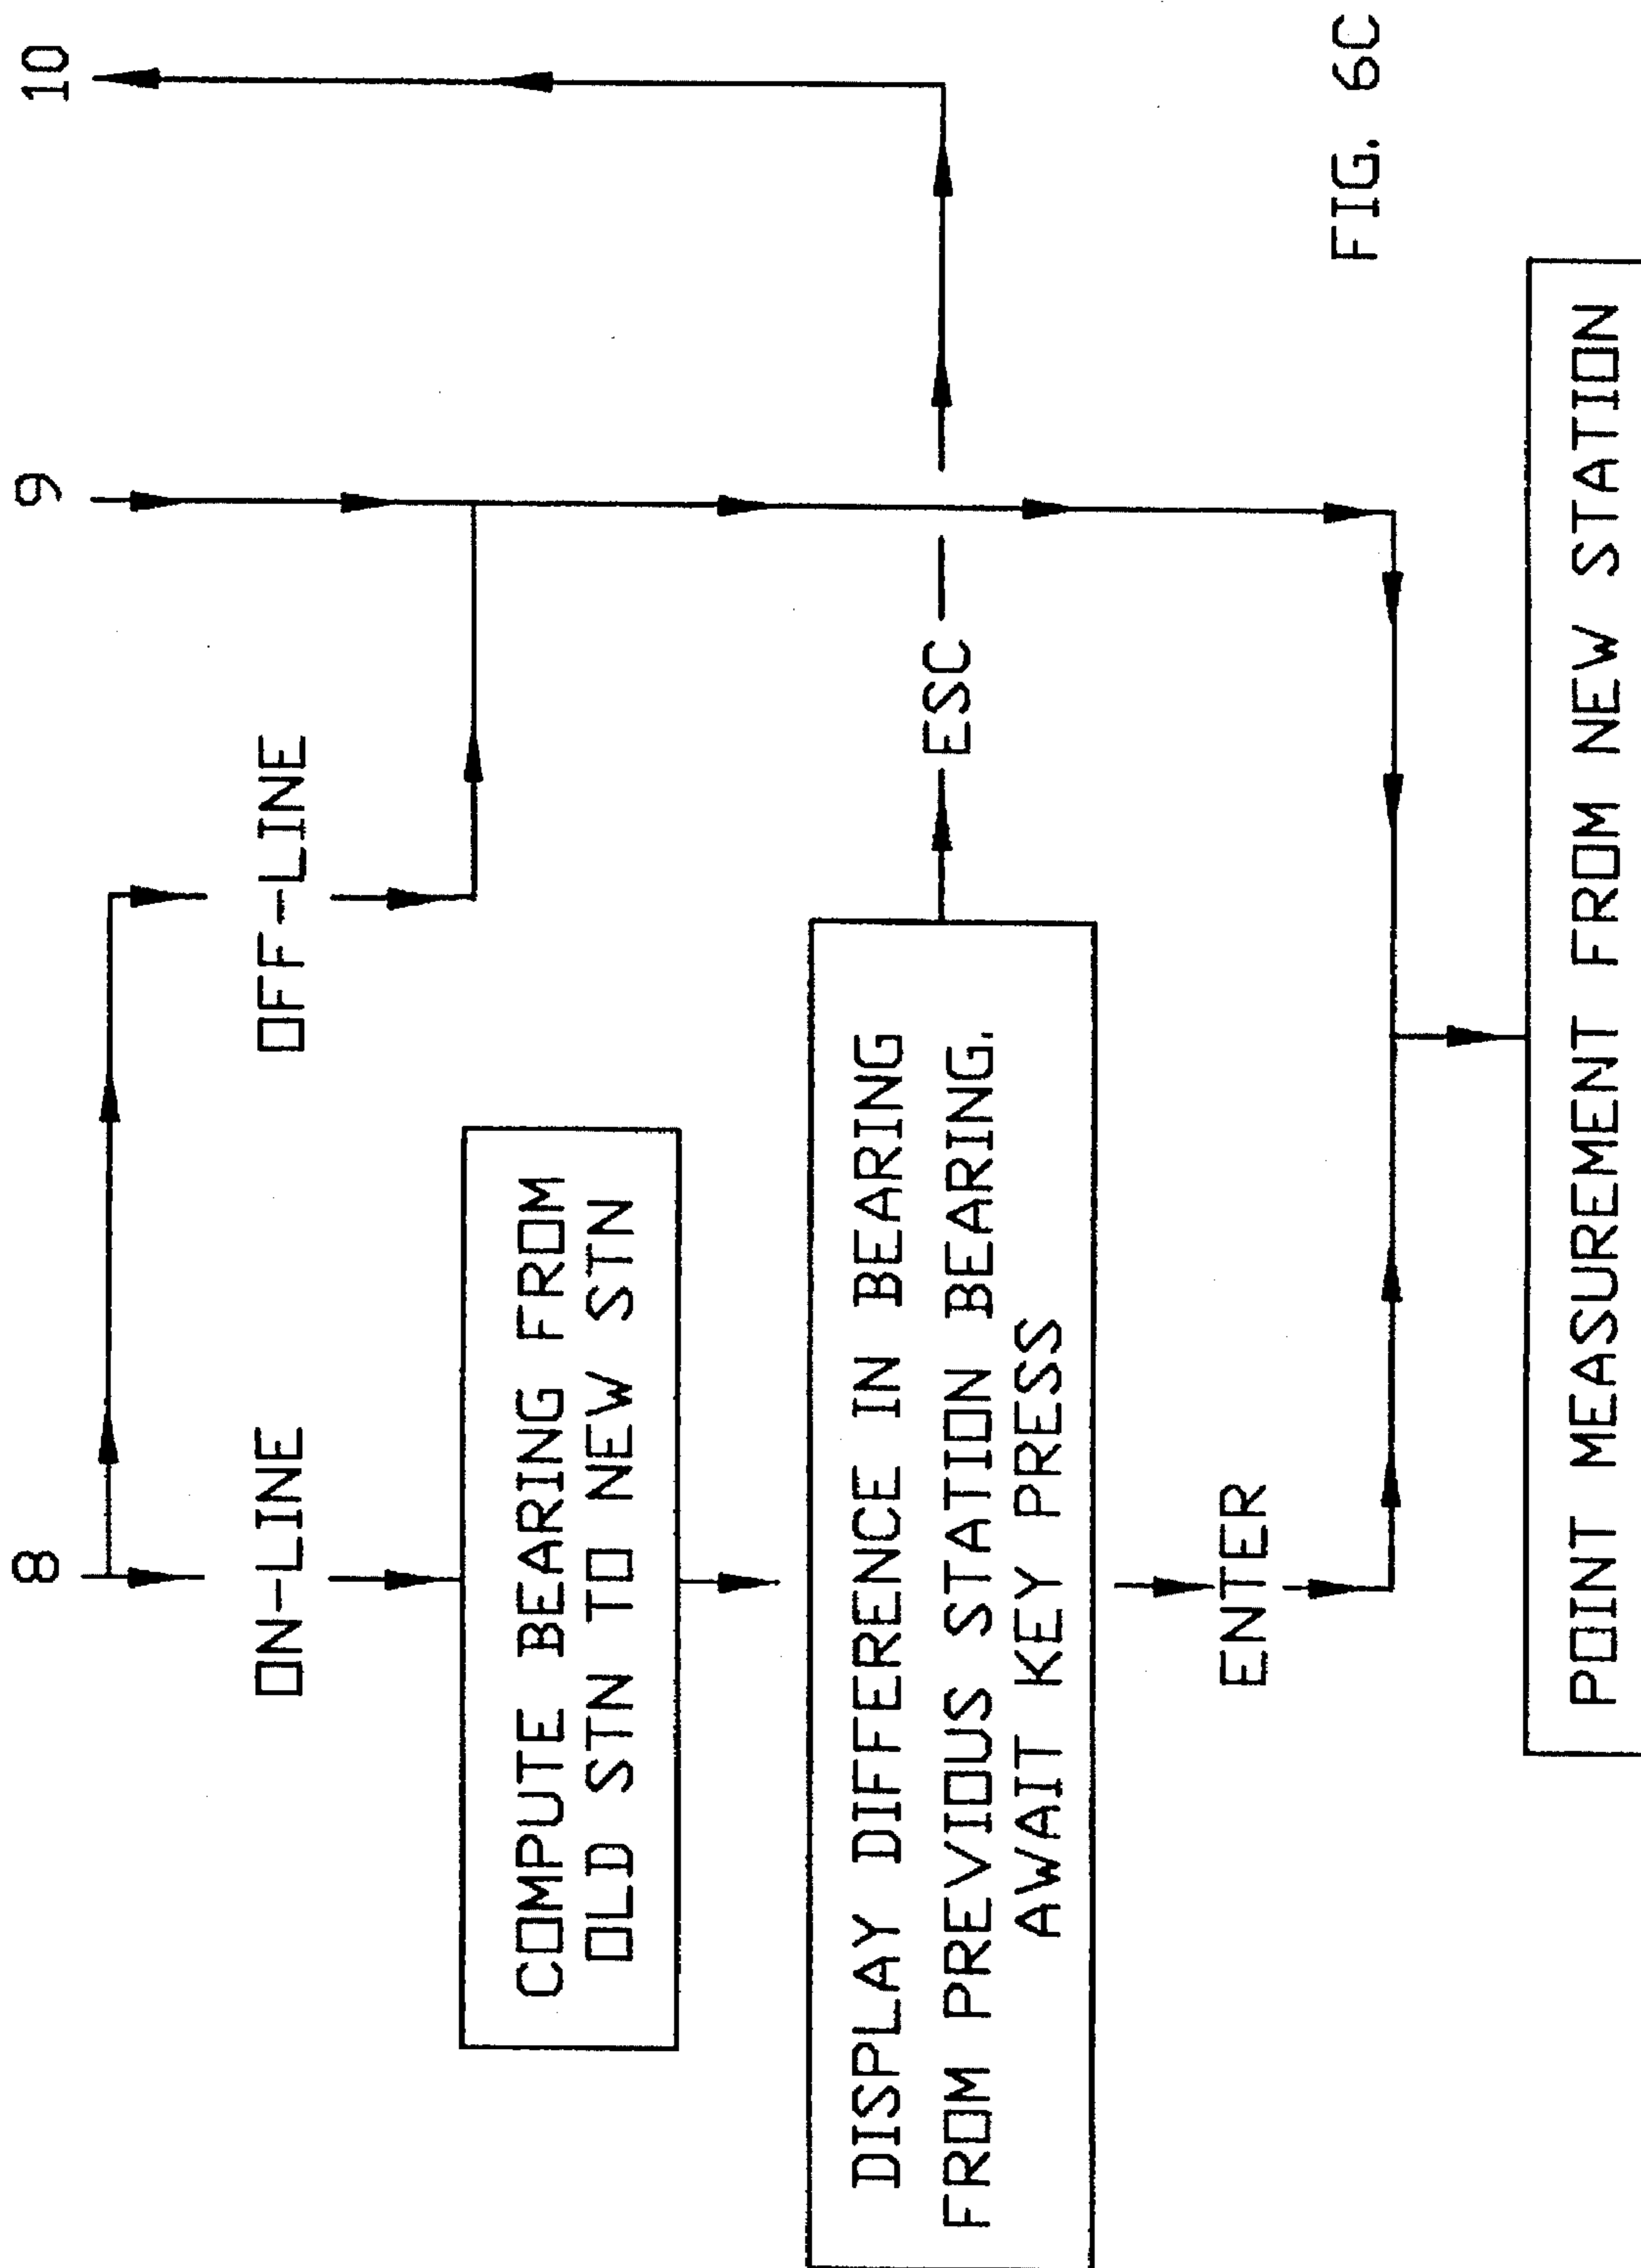 8
9
10
ON-LINE
OFF-LINE
COMPUTE BEARING FROM
OLD STN TO NEW STN
DISPLAY DIFFERENCE IN BEARING
FROM PREVIOUS STATION BEARING.
AWAIT KEY PRESS
ESC
ENTER
FIG. 6C
POINT MEASUREMENT FROM NEW STATION